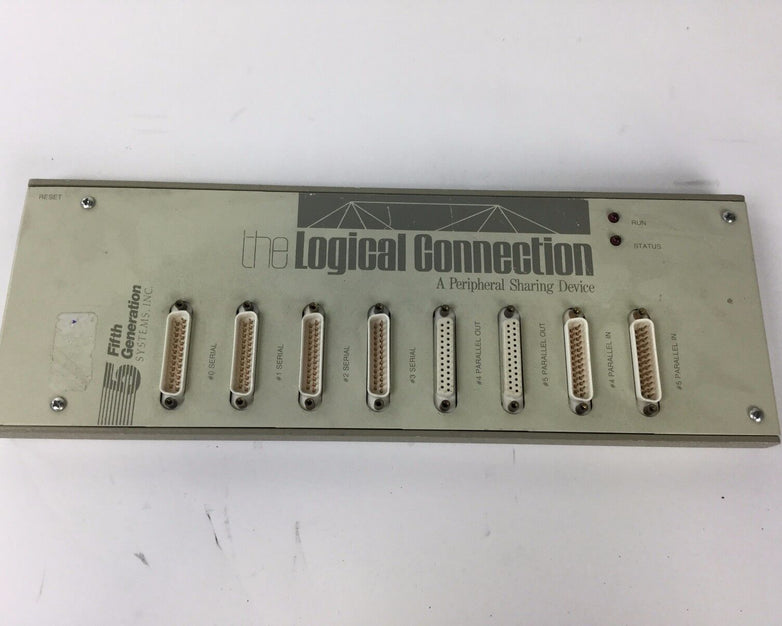 RESET
the Logical Connection
A Peripheral Sharing Device
RUN
STATUS
5 Fifth
Generation
SYSTEMS, INC.
#0 SERIAL
#1 SERIAL
#2 SERIAL
#3 SERIAL
#4 PARALLEL OUT
#5 PARALLEL OUT
#4 PARALLEL IN
#5 PARALLEL IN